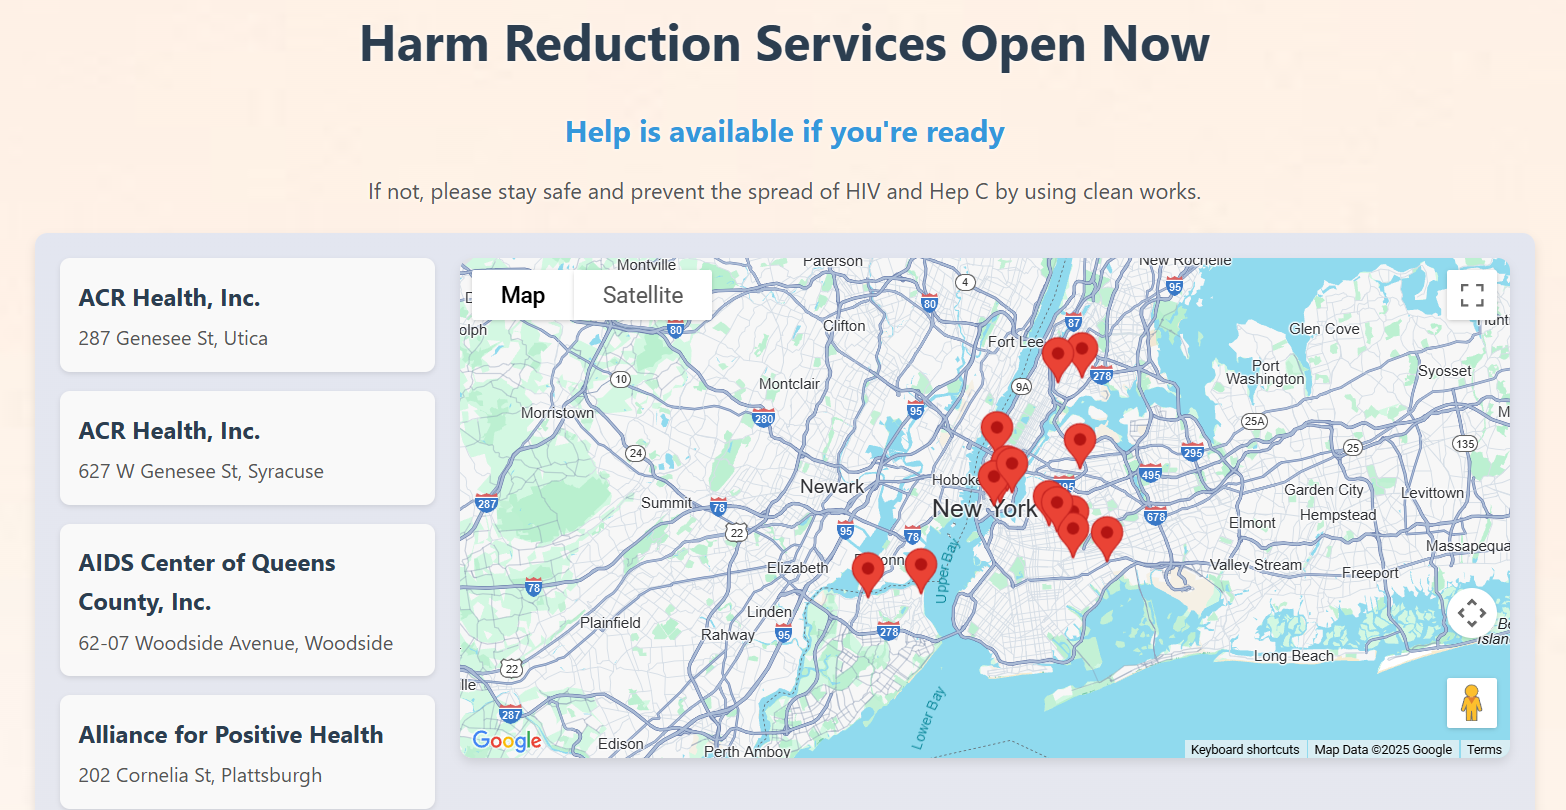 Harm Reduction Services Open Now
Help is available if you're ready
If not, please stay safe and prevent the spread of HIV and Hep C by using clean works.
ACR Health, Inc.
287 Genesee St, Utica
ACR Health, Inc.
627 W Genesee St, Syracuse
AIDS Center of Queens
County, Inc.
62-07 Woodside Avenue, Woodside
Alliance for Positive Health
202 Cornelia St, Plattsburgh
Map
Satellite
Montville
Paterson
New Rochelle
4
95
80
87
olph
80
Clifton
Glen Cove
Hunt
Fort Lee
Port
Washington
278
Syosset
10
Montclair
9A
Morristown
280
95
25A
M
24
25
135
295
Hoboke
495
Newark
Garden City
Levittown
287
Summit
78
New York
678
Hempstead
22
95
78
Elmont
Massapequa
Elizabeth
onn
Upper Bay
Valley Stream
Freeport
78
Linden
Plainfield
Rahway
95
278
Be
Island
Long Beach
22
lle
287
Lower Bay
Google
Edison
Perth Amboy
Keyboard shortcuts
Map Data ©2025 Google
Terms